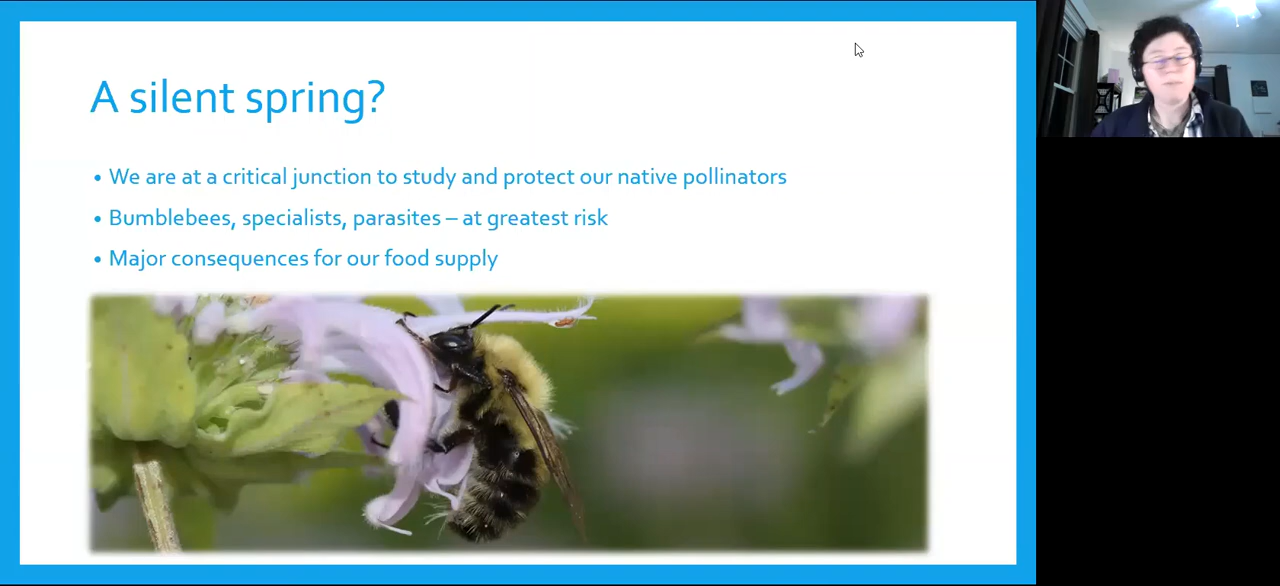 A silent spring?
• We are at a critical junction to study and protect our native pollinators
• Bumblebees, specialists, parasites – at greatest risk
• Major consequences for our food supply